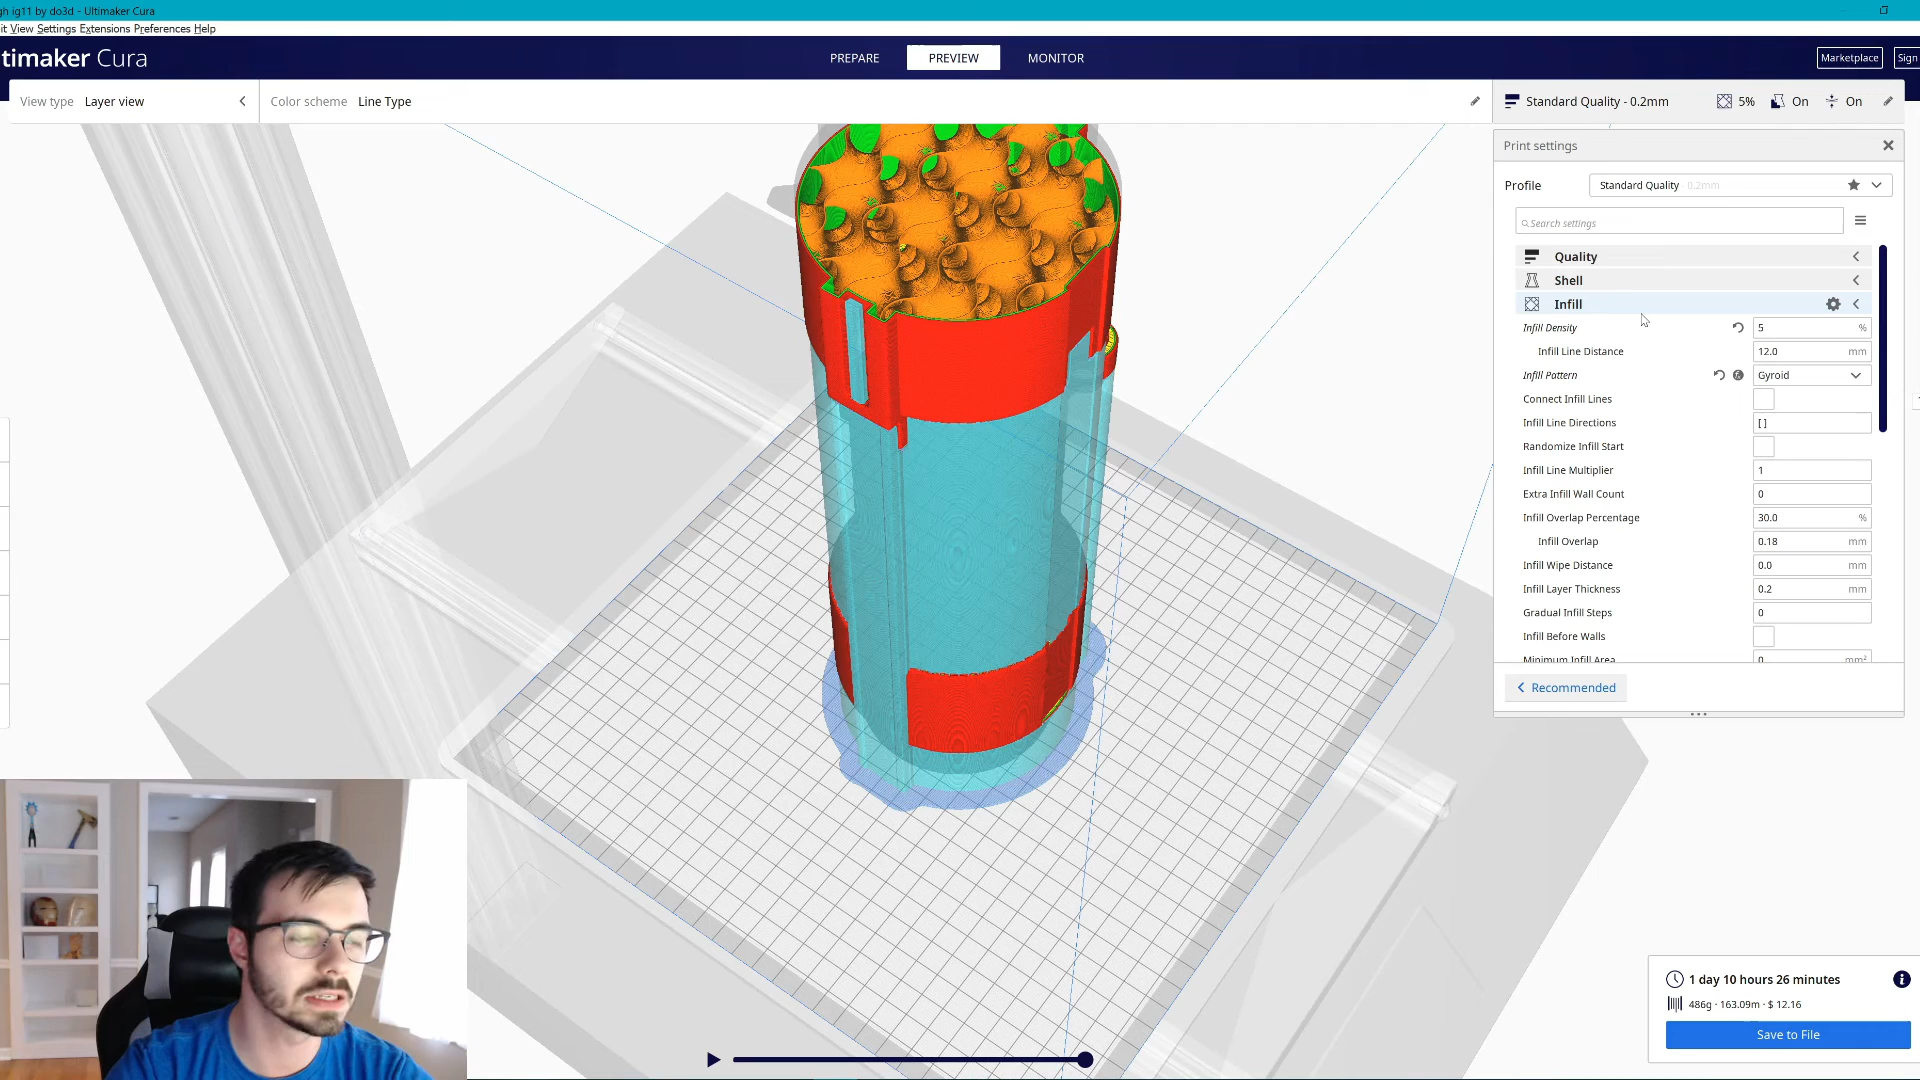 gh ig11 by do3d - Ultimaker Cura
it View Settings Extensions Preferences Help
timaker Cura
PREPARE PREVIEW MONITOR
Marketplace Sign
View type Layer view
Color scheme Line Type
Standard Quality - 0.2mm 5% On On
Print settings
Profile Standard Quality - 0.2mm
Search settings
Quality
Shell
Infill
Infill Density 5 %
Infill Line Distance 12.0 mm
Infill Pattern Gyroid
Connect Infill Lines
Infill Line Directions [ ]
Randomize Infill Start
Infill Line Multiplier 1
Extra Infill Wall Count 0
Infill Overlap Percentage 30.0 %
Infill Overlap 0.18 mm
Infill Wipe Distance 0.0 mm
Infill Layer Thickness 0.2 mm
Gradual Infill Steps 0
Infill Before Walls
Minimum Infill Area 0 mm²
Recommended
1 day 10 hours 26 minutes
486g · 163.09m · $ 12.16
Save to File